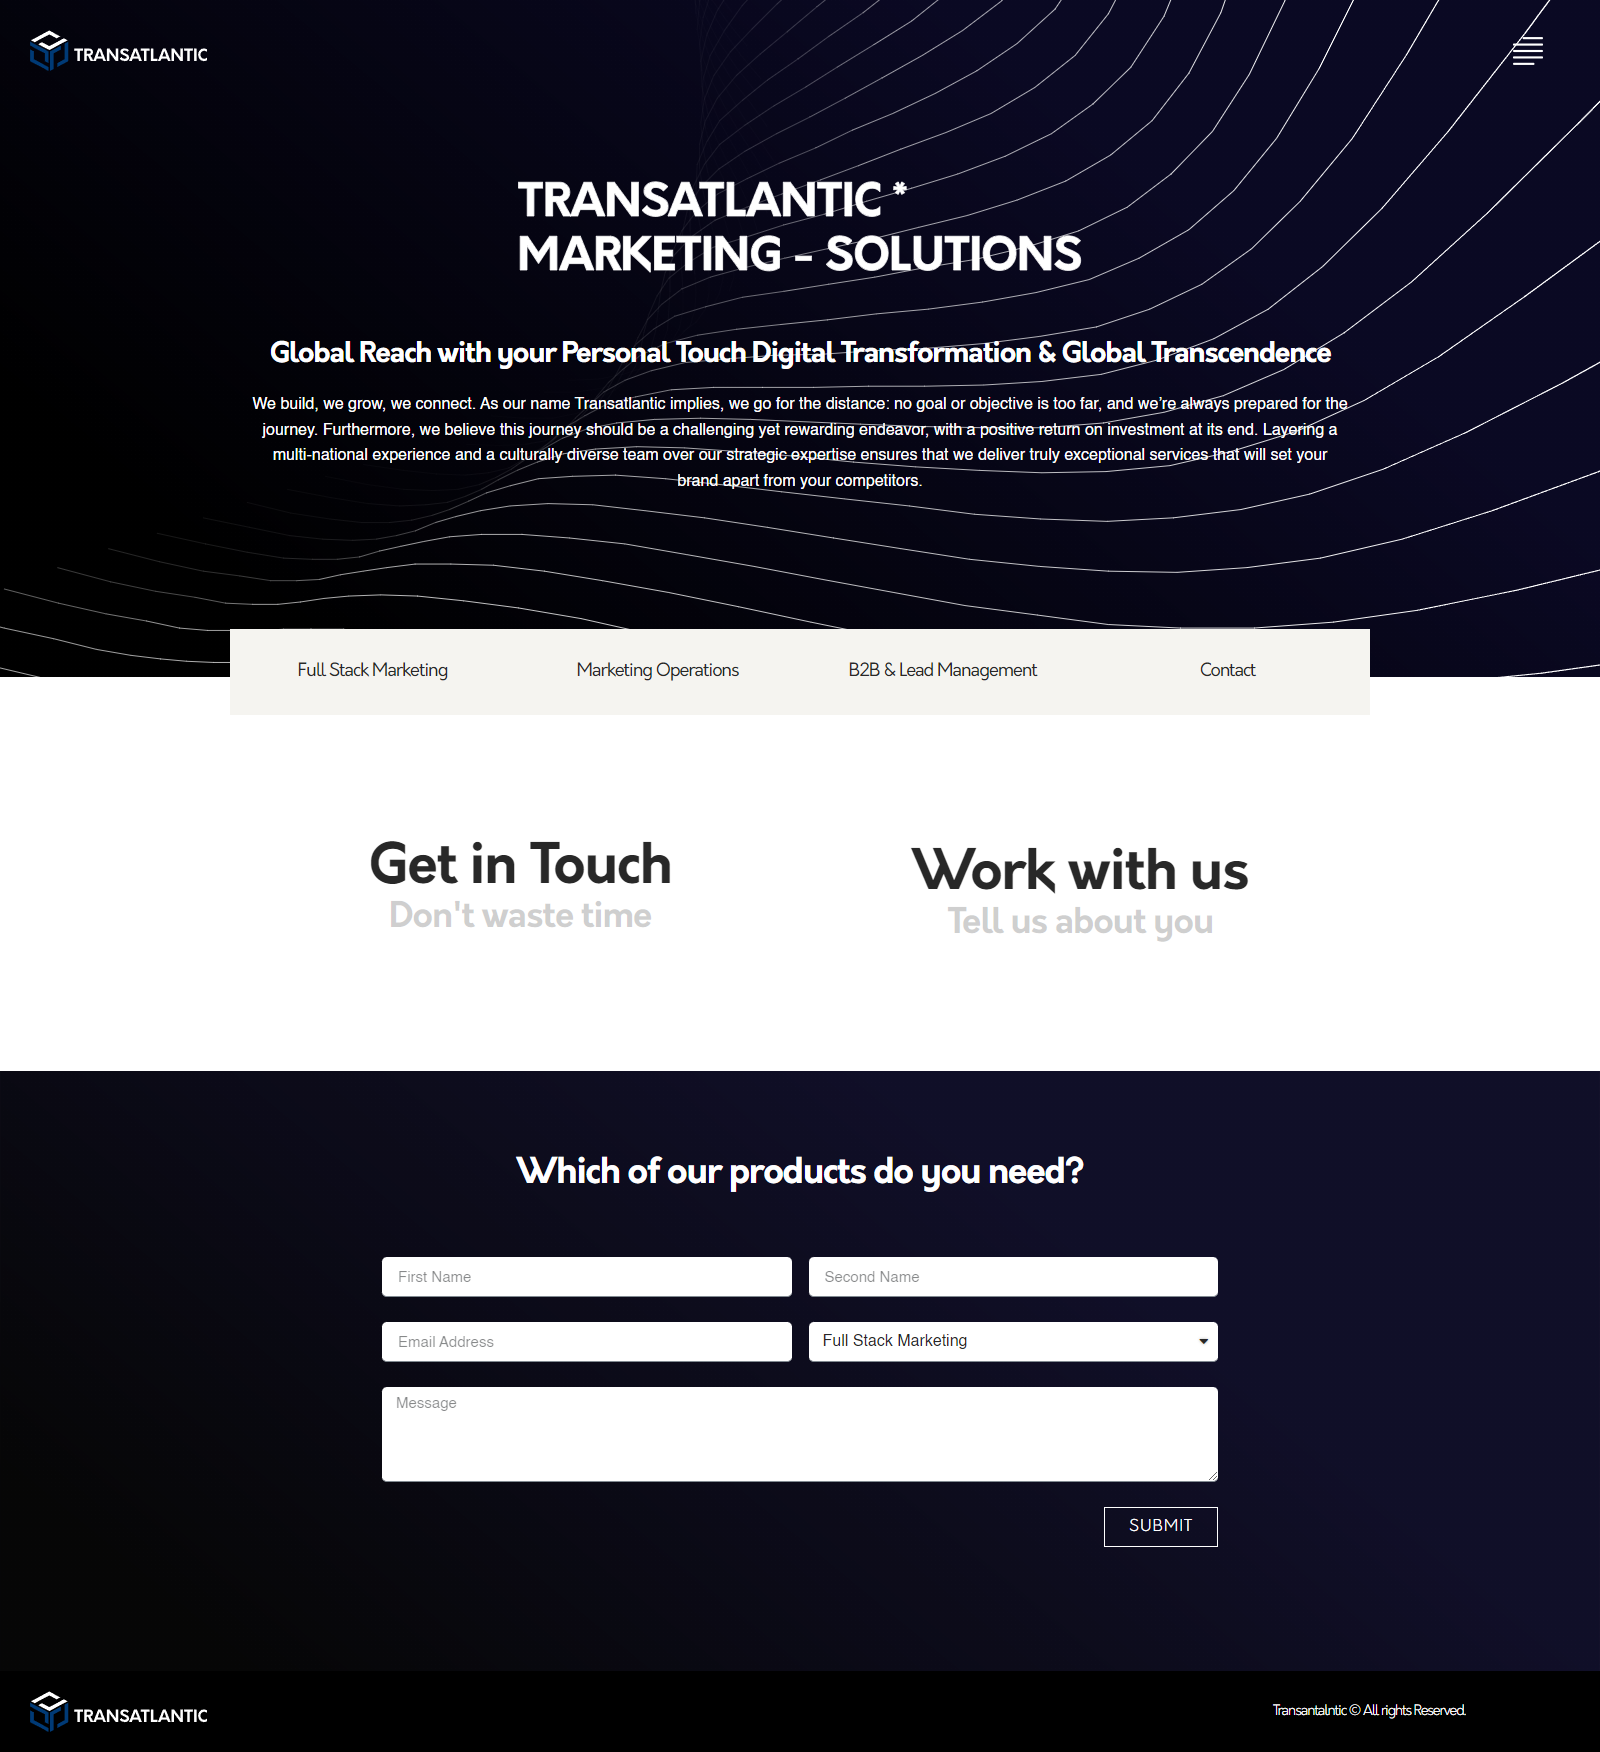 TRANSATLANTIC
TRANSATLANTIC *
MARKETING - SOLUTIONS
Global Reach with your Personal Touch Digital Transformation & Global Transcendence
We build, we grow, we connect. As our name Transatlantic implies, we go for the distance: no goal or objective is too far, and we’re always prepared for the
journey. Furthermore, we believe this journey should be a challenging yet rewarding endeavor, with a positive return on investment at its end. Layering a
multi-national experience and a culturally diverse team over our strategic expertise ensures that we deliver truly exceptional services that will set your
brand apart from your competitors.
Full Stack Marketing
Marketing Operations
B2B & Lead Management
Contact
Get in Touch
Don't waste time
Work with us
Tell us about you
Which of our products do you need?
First Name
Second Name
Email Address
Full Stack Marketing
Message
SUBMIT
TRANSATLANTIC
Transantalntic © All rights Reserved.